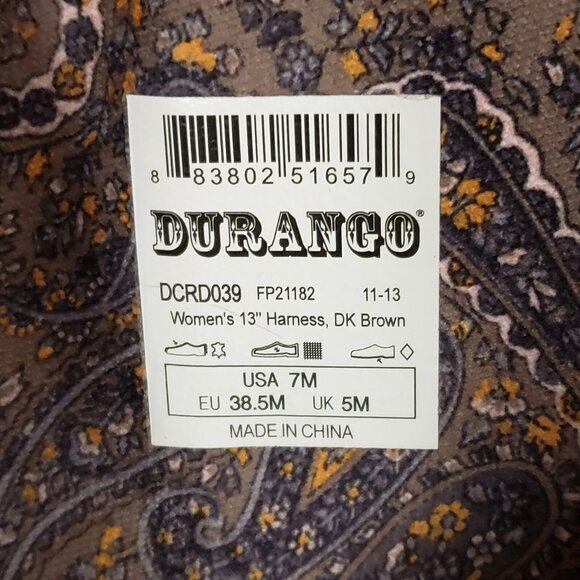 8 83802 51657 9
DURANGO®
DCRD039 FP21182 11-13
Women's 13" Harness, DK Brown
USA 7M
EU 38.5M UK 5M
MADE IN CHINA